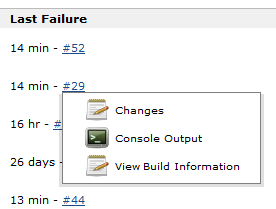 Last Failure
14 min - #52
14 min - #29
Changes
16 hr - #
Console Output
26 days -
View Build Information
13 min - #44